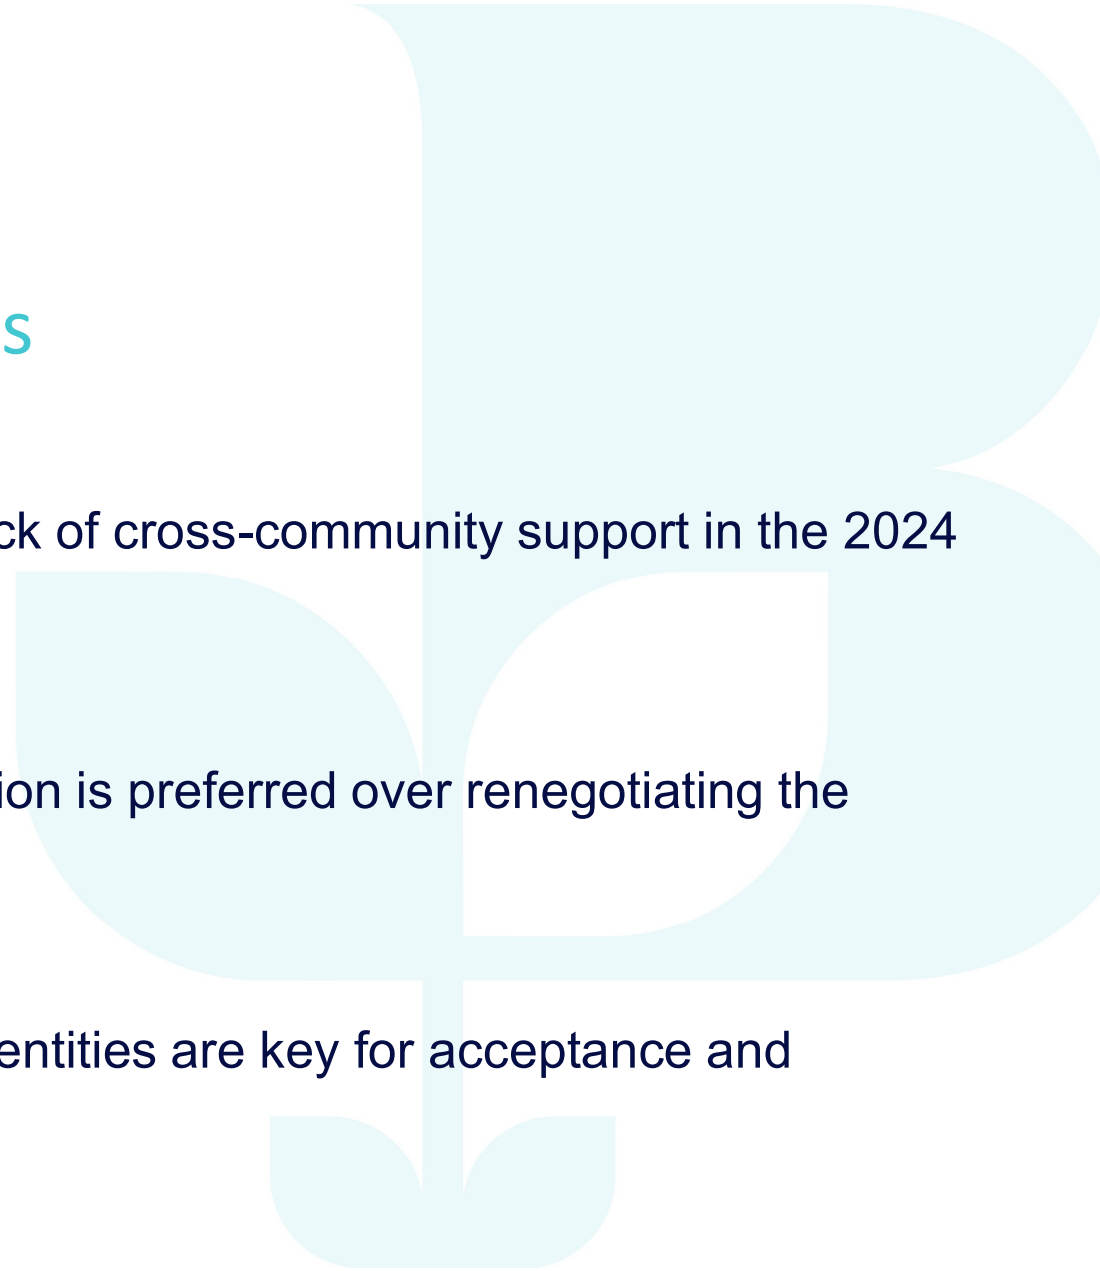 s
ck of cross-community support in the 2024
ion is preferred over renegotiating the
entities are key for acceptance and